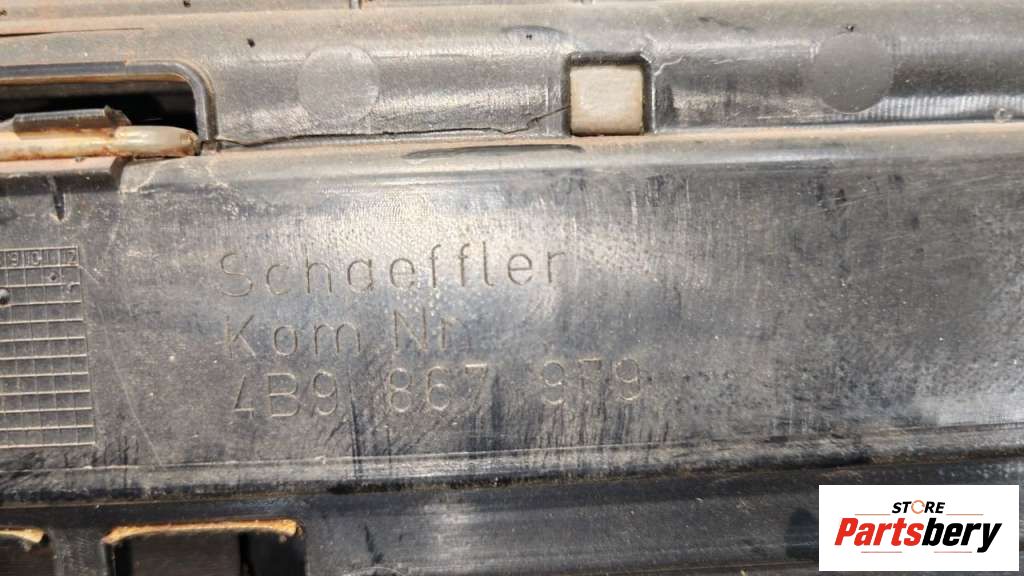 Schaeffler
Kom Nr
4B9 867 979
STORE
Partsbery